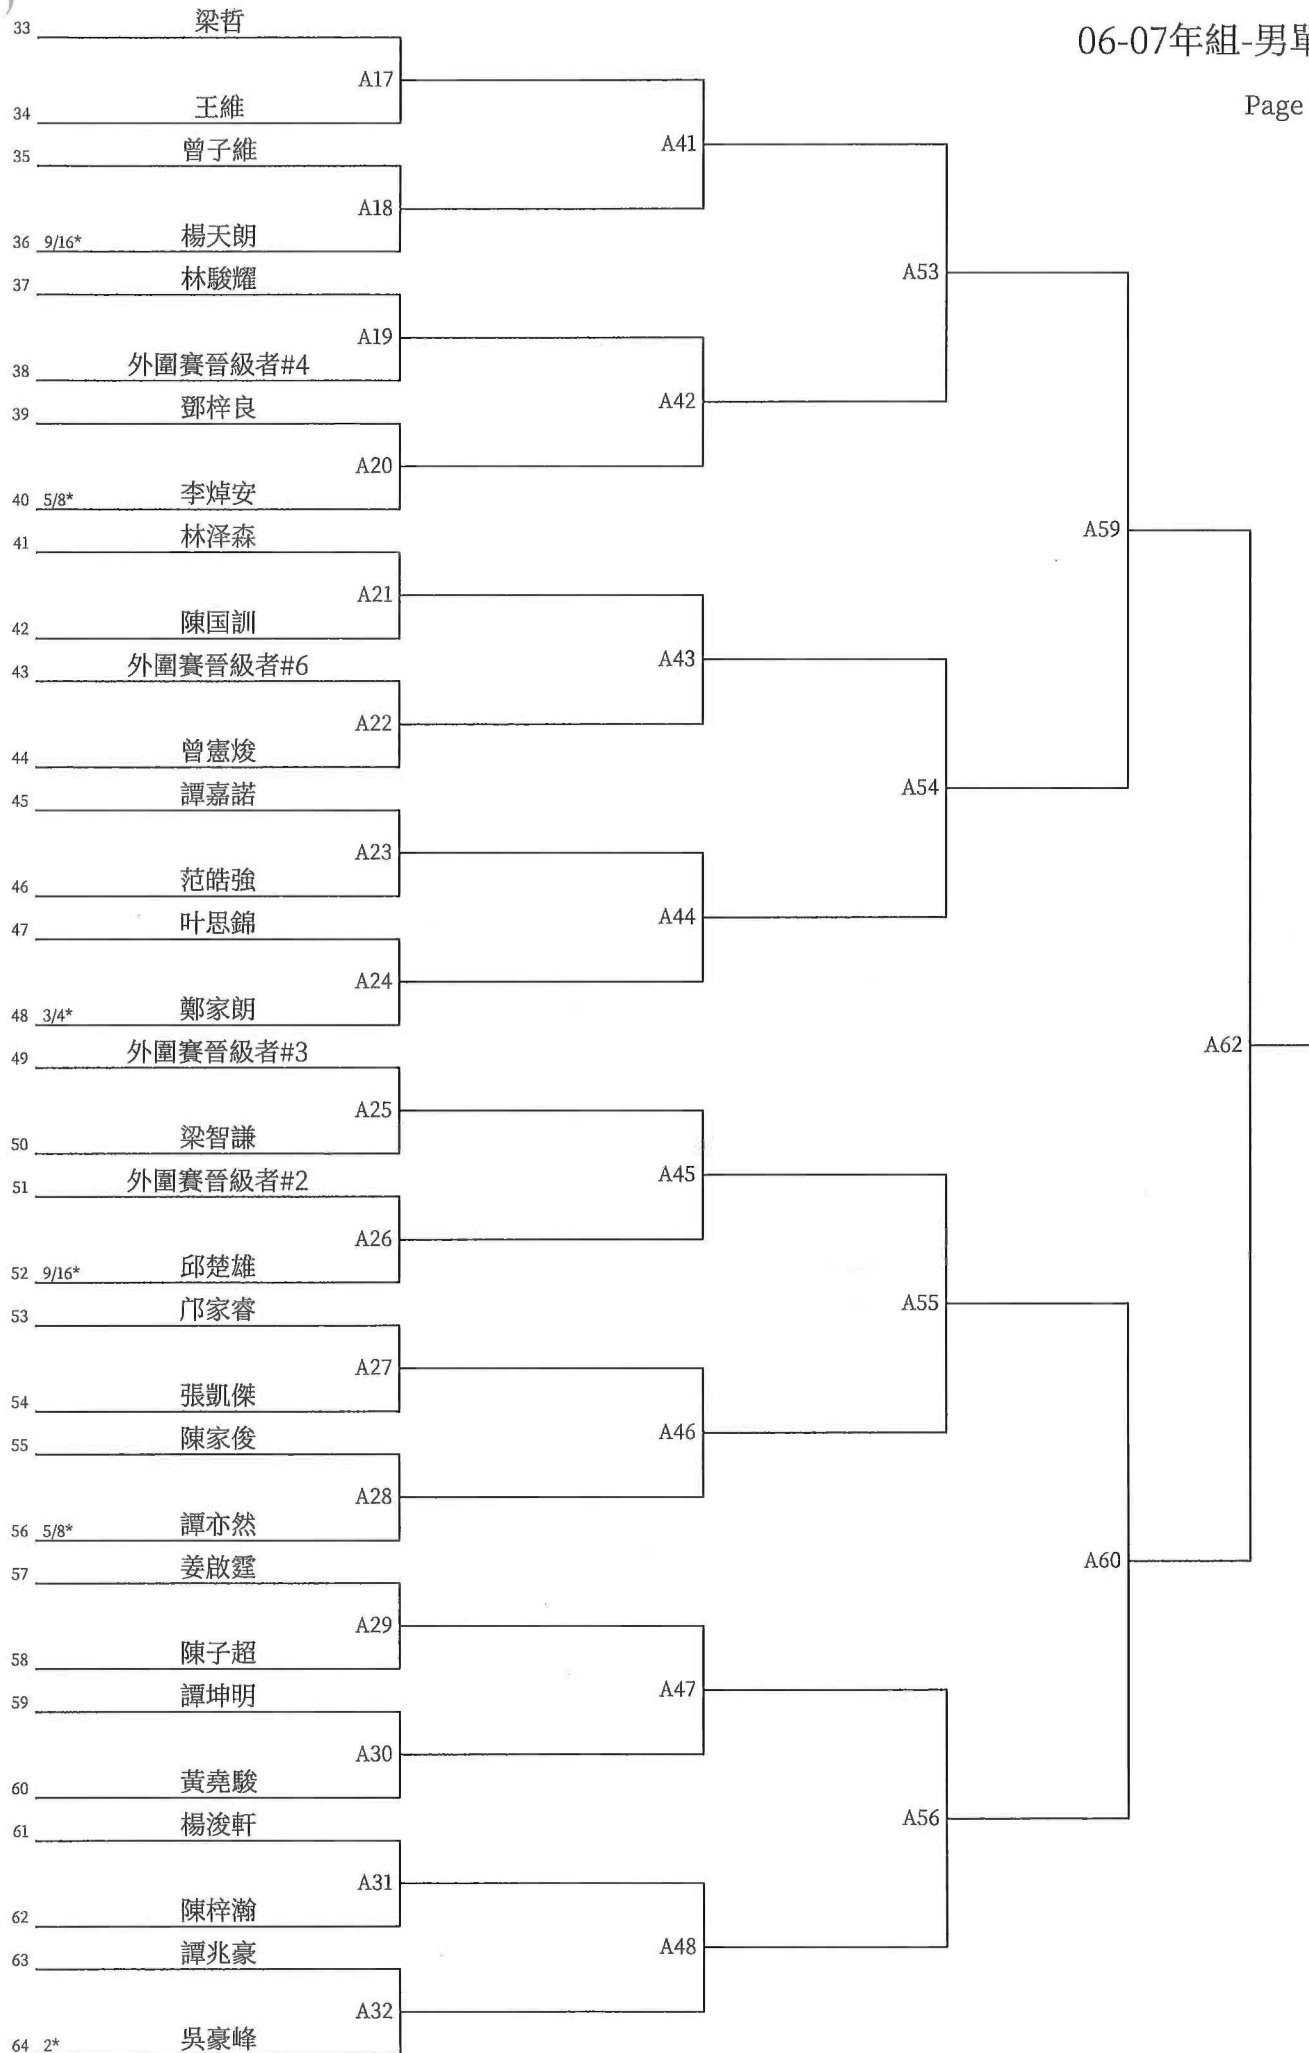 06-07年組-男單
Page
33 梁哲
A17
34 王維
A41
35 曾子維
A18
36 9/16* 楊天朗
A53
37 林駿耀
A19
38 外圍賽晉級者#4
A42
39 鄧梓良
A20
40 5/8* 李焯安
A59
41 林泽森
A21
42 陳国訓
A43
43 外圍賽晉級者#6
A22
44 曾憲焌
A54
45 譚嘉諾
A23
46 范皓強
A44
47 叶思錦
A24
48 3/4* 鄭家朗
A62
49 外圍賽晉級者#3
A25
50 梁智謙
A45
51 外圍賽晉級者#2
A26
52 9/16* 邱楚雄
A55
53 邝家睿
A27
54 張凱傑
A46
55 陳家俊
A28
56 5/8* 譚亦然
A60
57 姜啟霆
A29
58 陳子超
A47
59 譚坤明
A30
60 黃堯駿
A56
61 楊浚軒
A31
62 陳梓瀚
A48
63 譚兆豪
A32
64 2* 吳豪峰